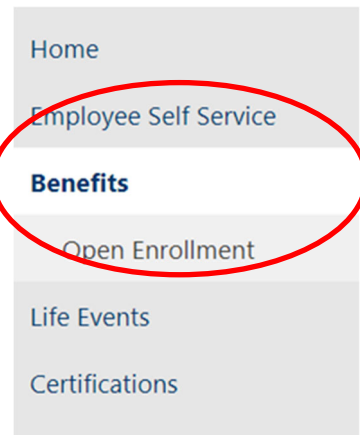 Home
Employee Self Service
Benefits
Open Enrollment
Life Events
Certifications